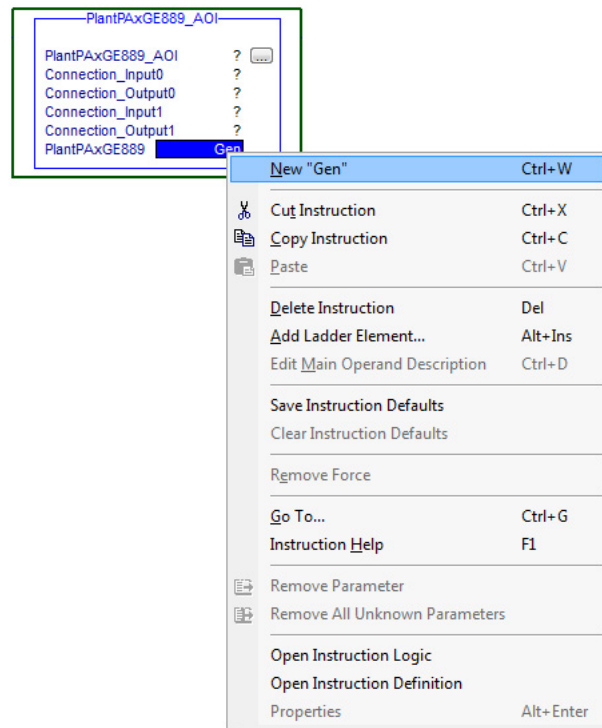 PlantPAxGE889_AOI
PlantPAxGE889_AOI ? ...
Connection_Input0 ?
Connection_Output0 ?
Connection_Input1 ?
Connection_Output1 ?
PlantPAxGE889 Gen
New "Gen" Ctrl+W
Cut Instruction Ctrl+X
Copy Instruction Ctrl+C
Paste Ctrl+V
Delete Instruction Del
Add Ladder Element... Alt+Ins
Edit Main Operand Description Ctrl+D
Save Instruction Defaults
Clear Instruction Defaults
Remove Force
Go To... Ctrl+G
Instruction Help F1
Remove Parameter
Remove All Unknown Parameters
Open Instruction Logic
Open Instruction Definition
Properties Alt+Enter